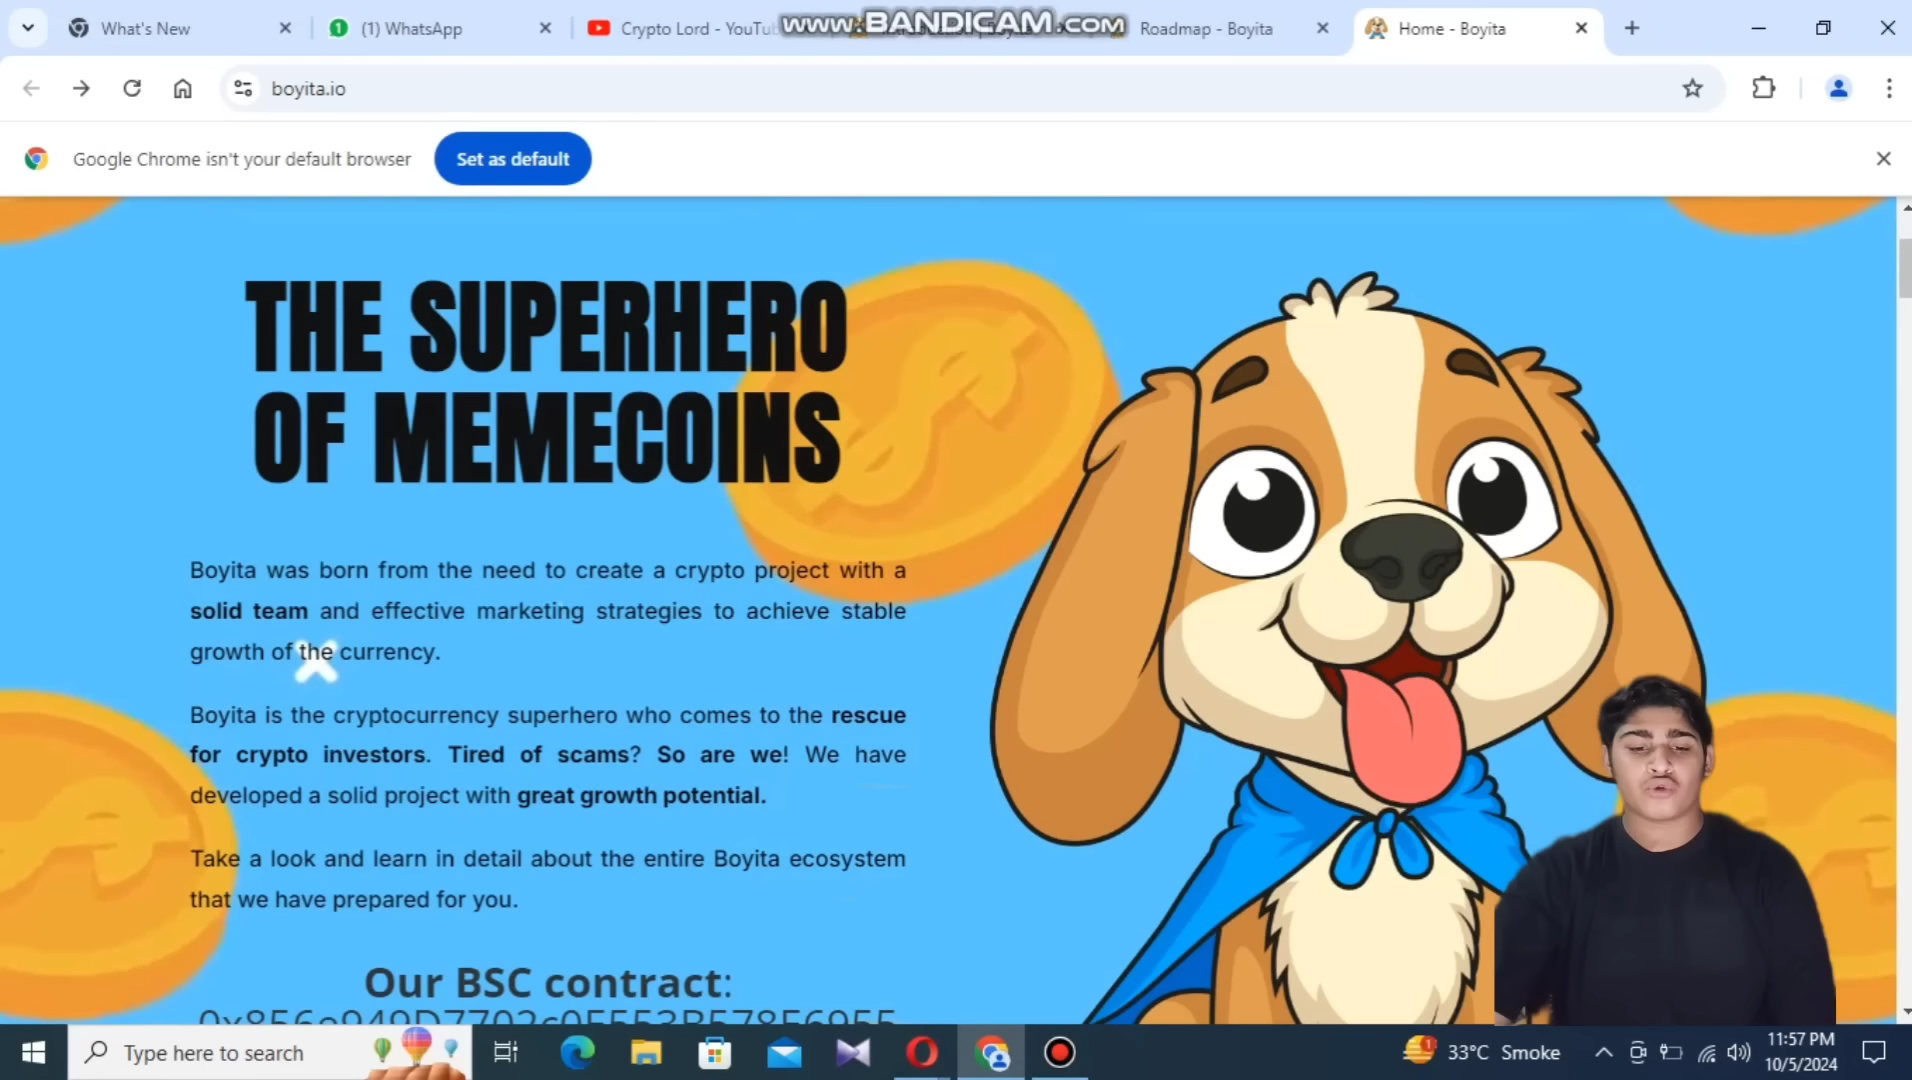 What's New
(1) WhatsApp
Crypto Lord - YouTu
www.BANDICAM.com
Roadmap - Boyita
Home - Boyita
boyita.io
Google Chrome isn't your default browser
Set as default
THE SUPERHERO
OF MEMECOINS
Boyita was born from the need to create a crypto project with a
solid team and effective marketing strategies to achieve stable
growth of the currency.
Boyita is the cryptocurrency superhero who comes to the rescue
for crypto investors. Tired of scams? So are we! We have
developed a solid project with great growth potential.
Take a look and learn in detail about the entire Boyita ecosystem
that we have prepared for you.
Our BSC contract:
Type here to search
33°C Smoke
11:57 PM
10/5/2024